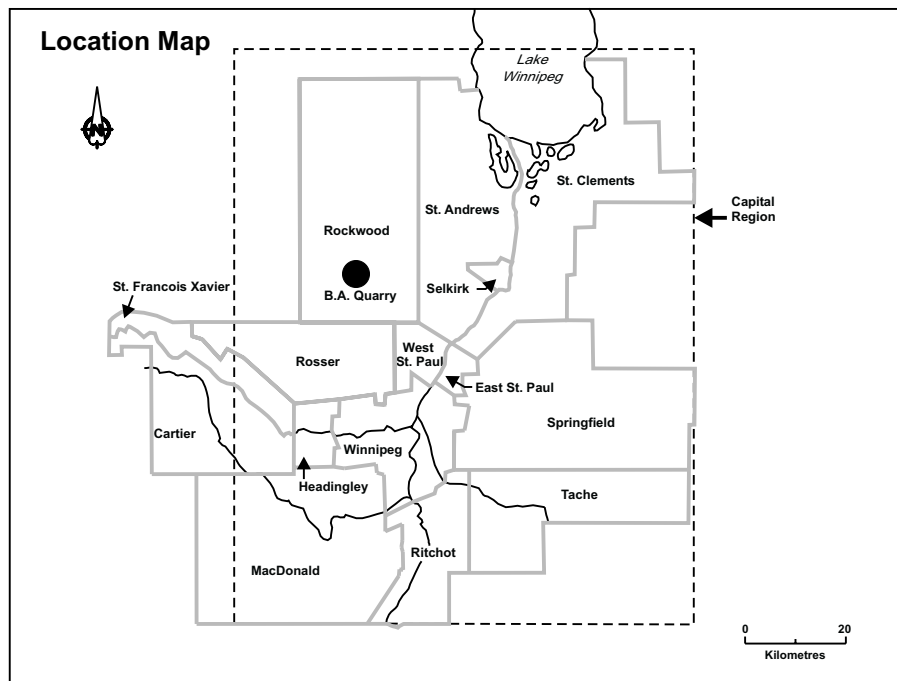 Location Map
Lake
Winnipeg
N
St. Clements
Capital
Region
St. Andrews
Rockwood
B.A. Quarry
Selkirk
St. Francois Xavier
West
St. Paul
Rosser
East St. Paul
Springfield
Cartier
Winnipeg
Headingley
Tache
Ritchot
MacDonald
0 20
Kilometres